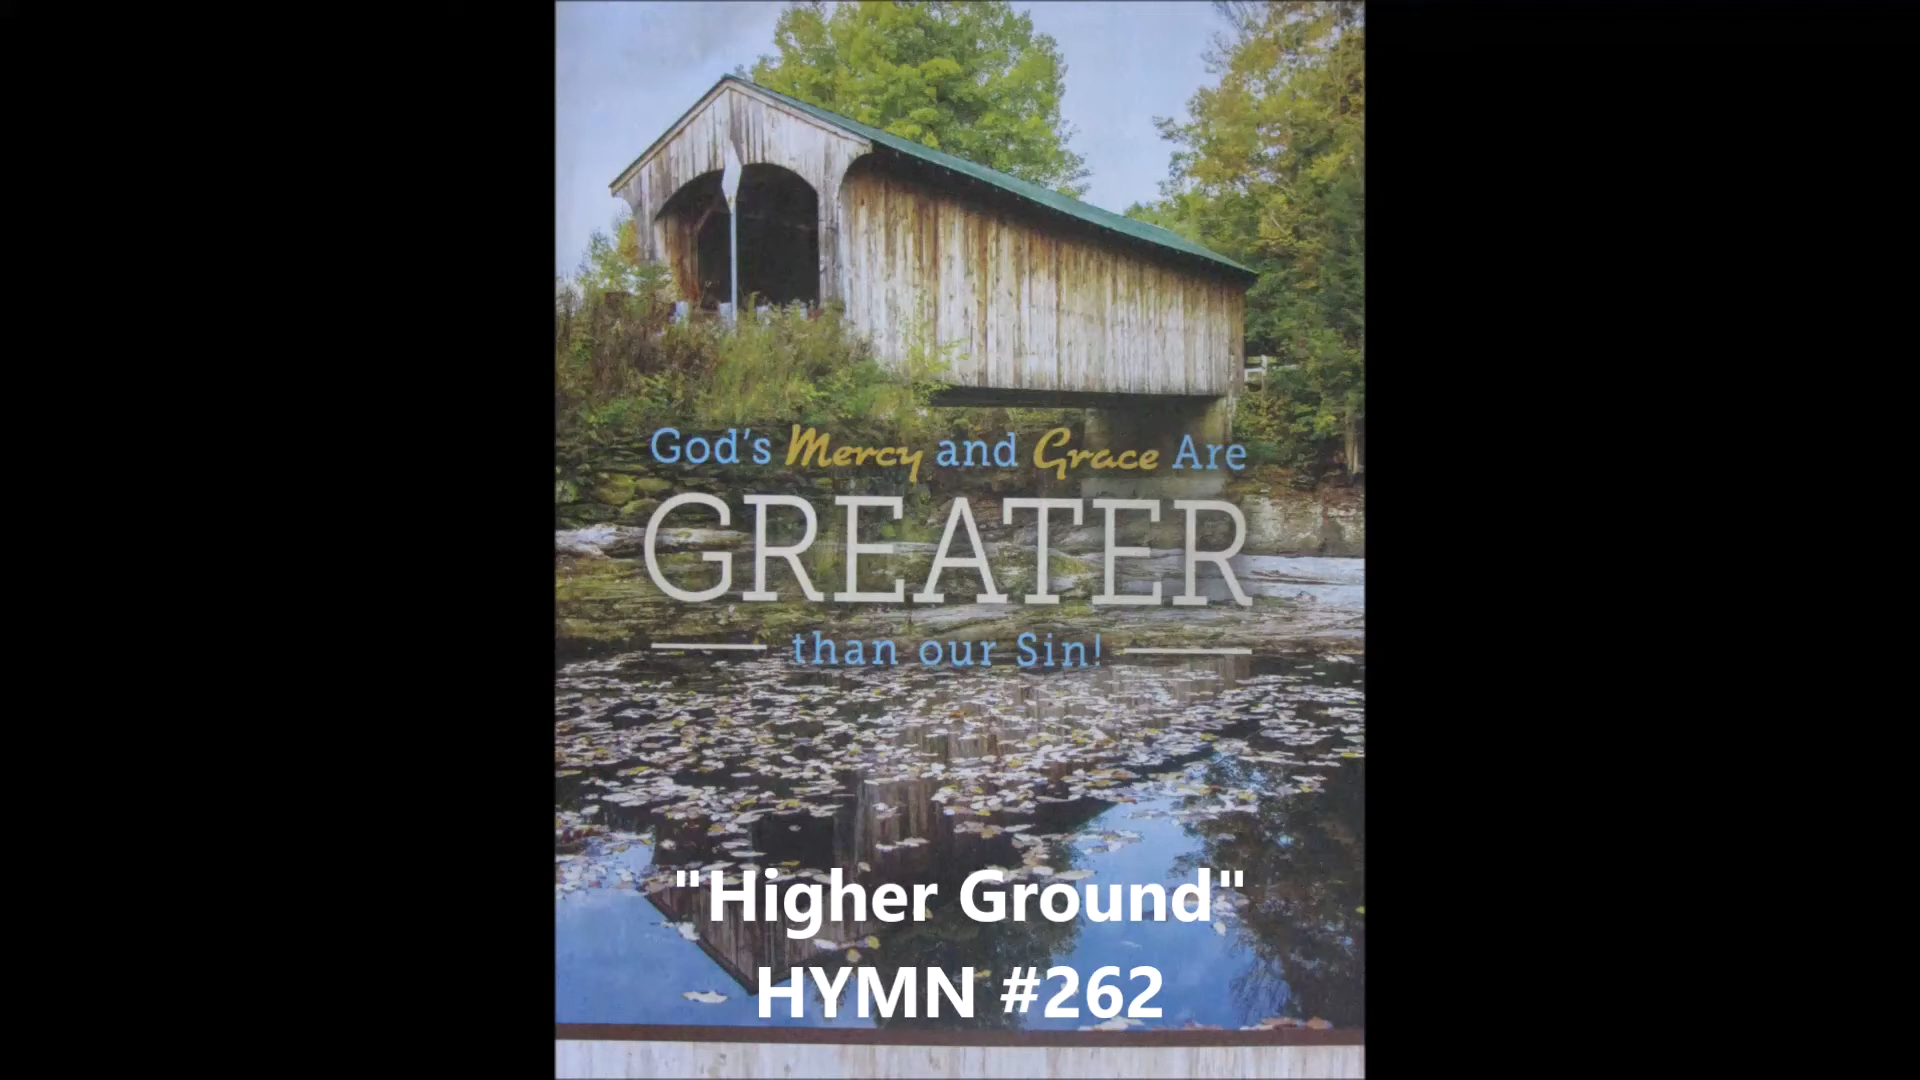 God's Mercy and Grace Are
GREATER
than our Sin!
"Higher Ground"
HYMN #262